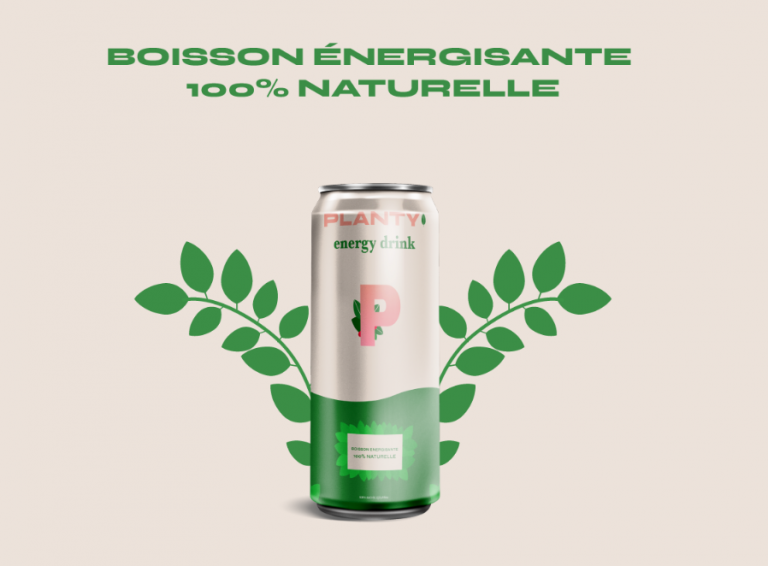 BOISSON ÉNERGISANTE
100% NATURELLE
PLANTY
energy drink
P
BOISSON ÉNERGISANTE
100% NATURELLE